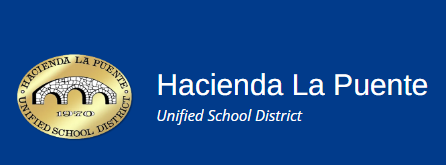 HACIENDA LA PUENTE
1970
UNIFIED SCHOOL DISTRICT
Hacienda La Puente
Unified School District